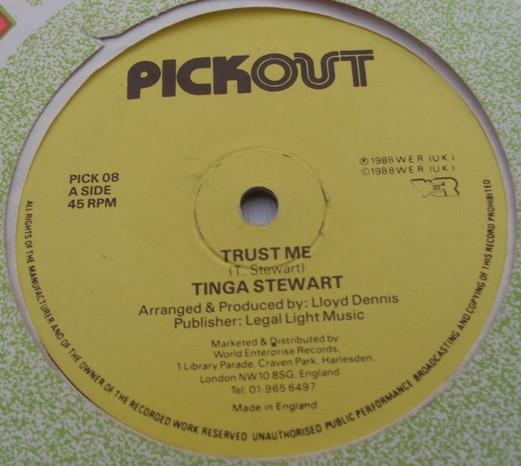 PICKOUT
PICK 08
A SIDE
45 RPM
℗ 1988 W E R (U.K.)
© 1988 W E R (U.K.)
TRUST ME
(T. Stewart)
TINGA STEWART
Arranged & Produced by: Lloyd Dennis
Publisher: Legal Light Music
Marketed & Distributed by
World Enterprise Records,
1 Library Parade, Craven Park, Harlesden,
London NW10 8SG, England.
Tel: 01·965 6497
Made in England
ALL RIGHTS OF THE MANUFACTURER AND OF THE OWNER OF THE RECORDED WORK RESERVED. UNAUTHORISED PUBLIC PERFORMANCE BROADCASTING AND COPYING OF THIS RECORD PROHIBITED